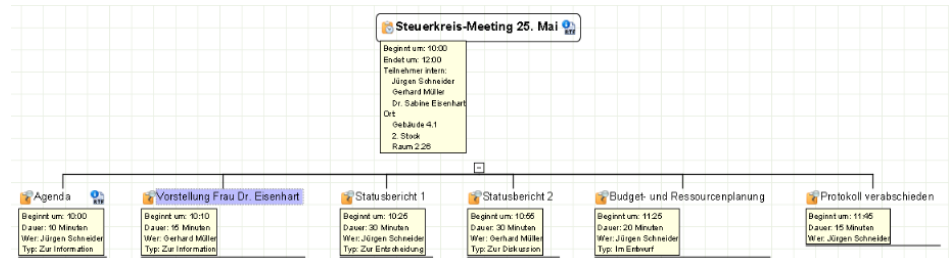 Steuerkreis-Meeting 25. Mai
RTF
Beginnt um: 10:00
Endet um: 12:00
Teilnehmer intern:
Jürgen Schneider
Gerhard Müller
Dr. Sabine Eisenhart
Ort
Gebäude 4.1
2. Stock
Raum 2.26
Agenda
RTF
Beginnt um: 10:00
Dauer: 10 Minuten
Wer: Jürgen Schneider
Typ: Zur Information
Vorstellung Frau Dr. Eisenhart
Beginnt um: 10:10
Dauer: 15 Minuten
Wer: Gerhard Müller
Typ: Zur Information
Statusbericht 1
Beginnt um: 10:25
Dauer: 30 Minuten
Wer: Jürgen Schneider
Typ: Zur Entscheidung
Statusbericht 2
Beginnt um: 10:55
Dauer: 30 Minuten
Wer: Gerhard Müller
Typ: Zur Diskussion
Budget- und Ressourcenplanung
Beginnt um: 11:25
Dauer: 20 Minuten
Wer: Jürgen Schneider
Typ: Im Entwurf
Protokoll verabschieden
Beginnt um: 11:45
Dauer: 15 Minuten
Wer: Jürgen Schneider